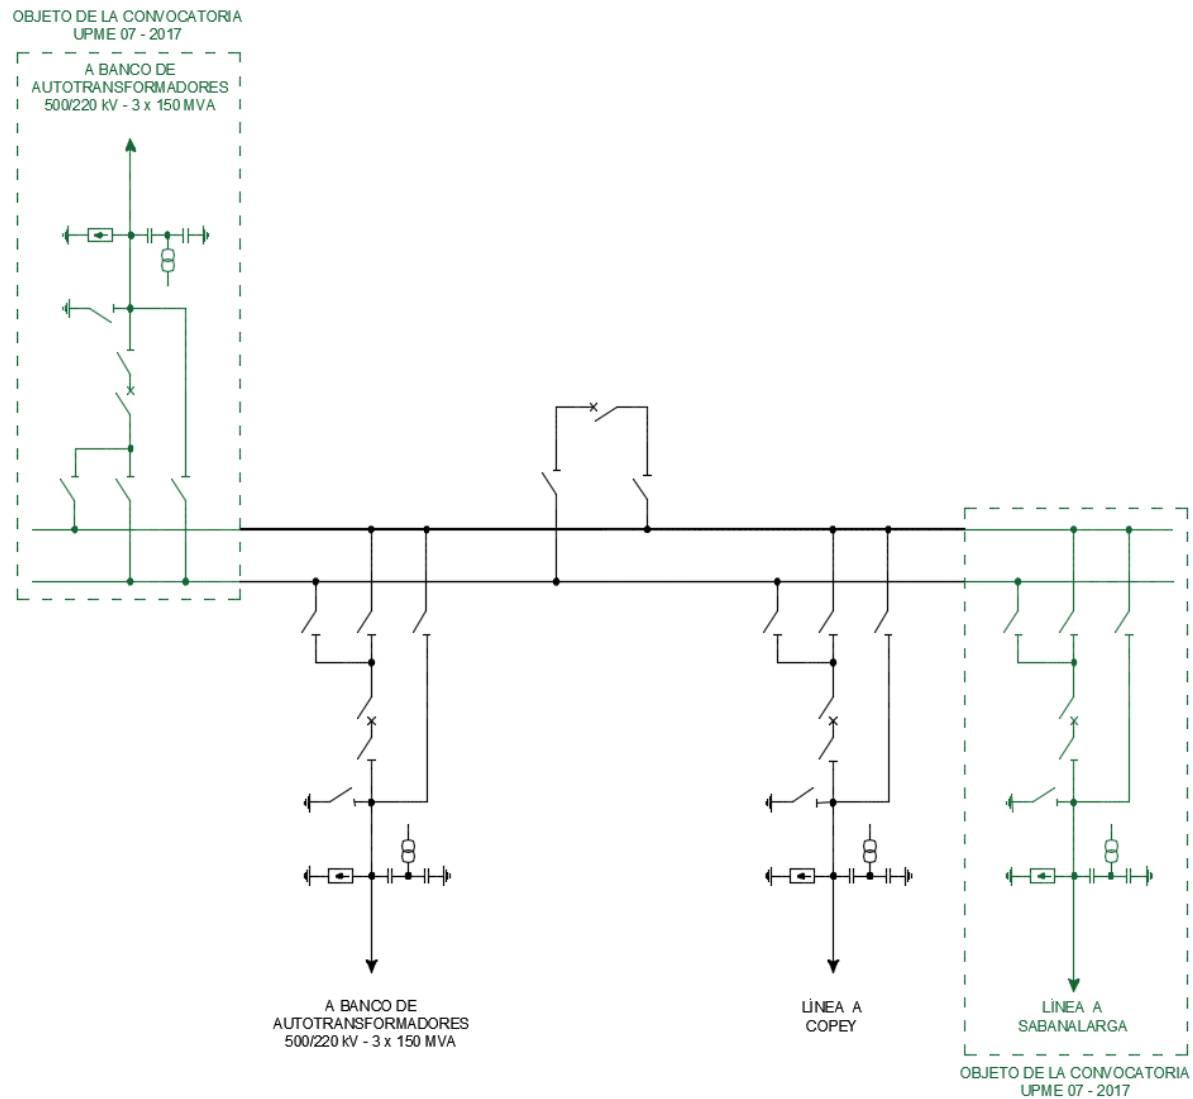 OBJETO DE LA CONVOCATORIA
UPME 07 - 2017
A BANCO DE
AUTOTRANSFORMADORES
500/220 kV - 3 x 150 MVA
A BANCO DE
AUTOTRANSFORMADORES
500/220 kV - 3 x 150 MVA
LÍNEA A
COPEY
LÍNEA A
SABANALARGA
OBJETO DE LA CONVOCATORIA
UPME 07 - 2017